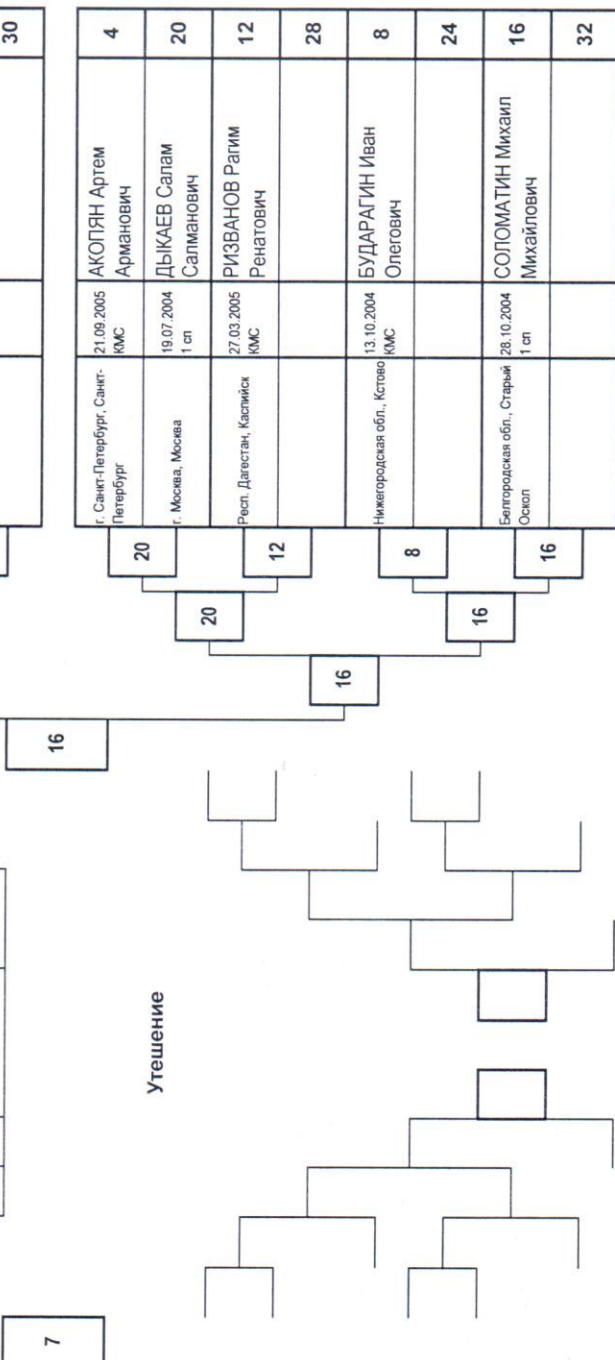 30
4
АКОПЯН Артем
Арманович
21.09.2005
КМС
г. Санкт-Петербург, Санкт-
Петербург
20
ДЫКАЕВ Салам
Салманович
19.07.2004
1 сп
г. Москва, Москва
12
РИЗВАНОВ Рагим
Ренатович
27.03.2005
КМС
Респ. Дагестан, Каспийск
28
8
БУДАРАГИН Иван
Олегович
13.10.2004
КМС
Нижегородская обл., Кстово
24
16
СОЛОМАТИН Михаил
Михайлович
28.10.2004
1 сп
Белгородская обл., Старый
Оскол
32
20
12
8
16
20
16
16
16
Утешение
7